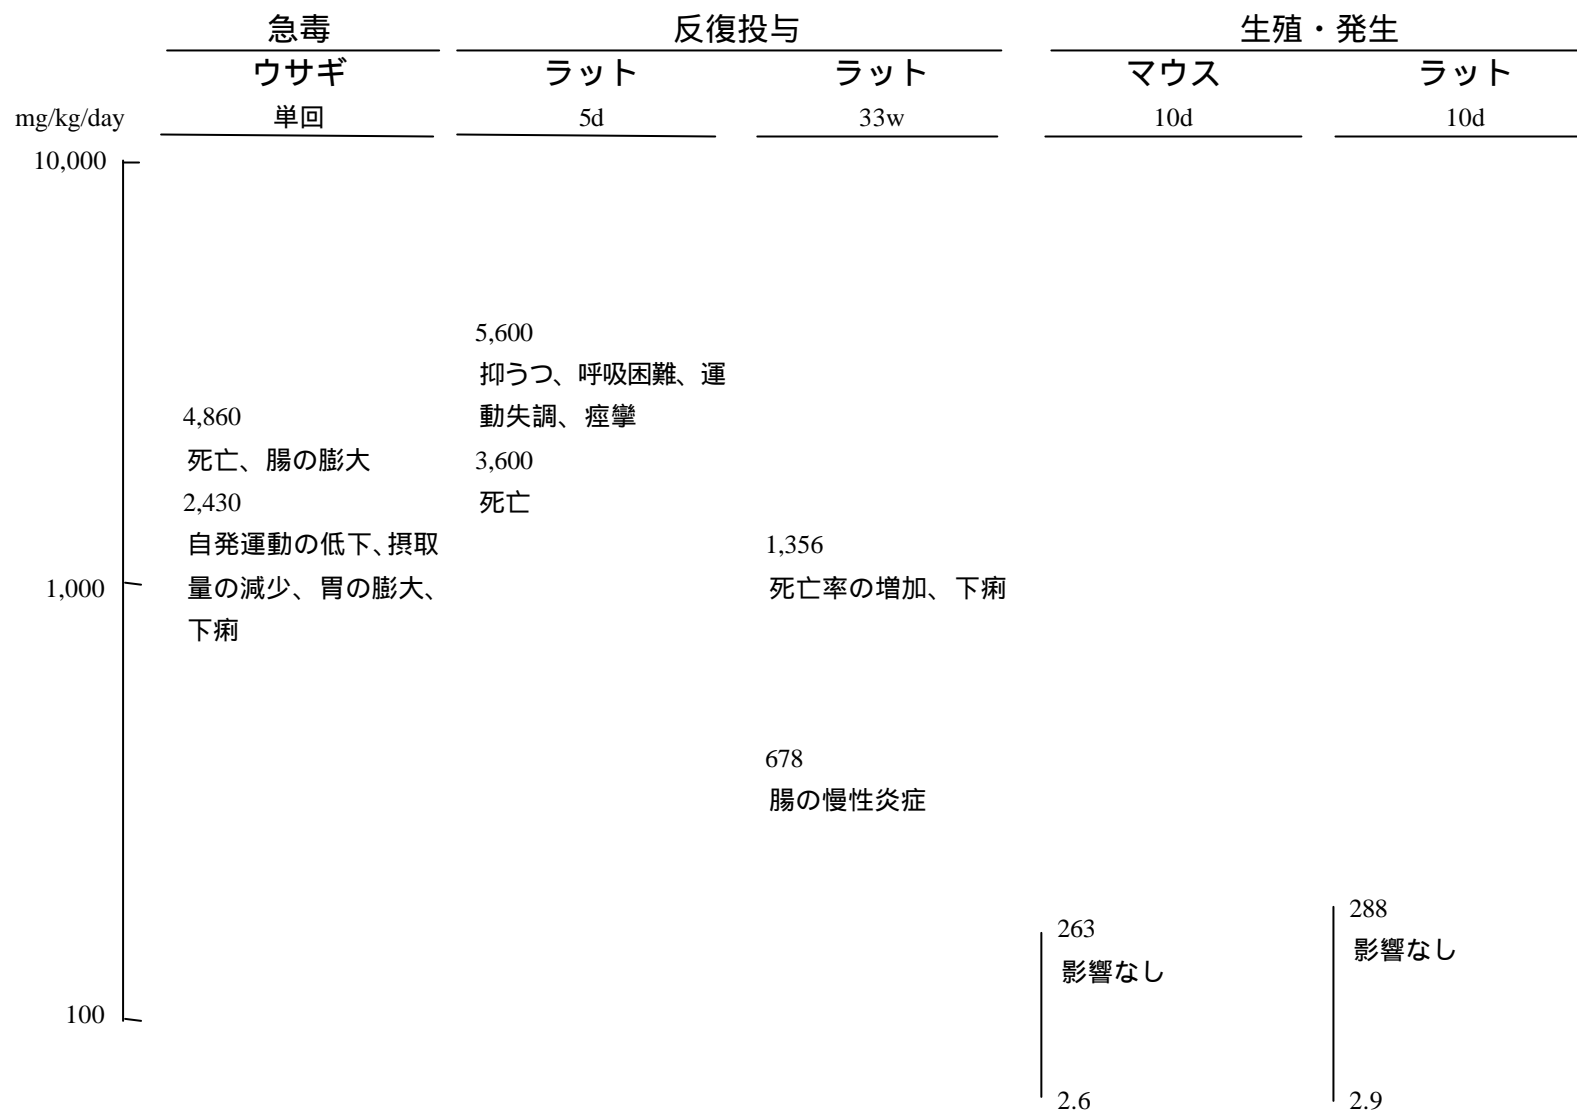 急毒 反復投与 生殖・発生
ウサギ ラット ラット マウス ラット
mg/kg/day 単回 5d 33w 10d 10d
10,000
5,600
抑うつ、呼吸困難、運
動失調、痙攣
4,860
死亡、腸の膨大
3,600
死亡
2,430
自発運動の低下、摂取
量の減少、胃の膨大、
下痢
1,356
死亡率の増加、下痢
1,000
678
腸の慢性炎症
263
影響なし
288
影響なし
100
2.6
2.9